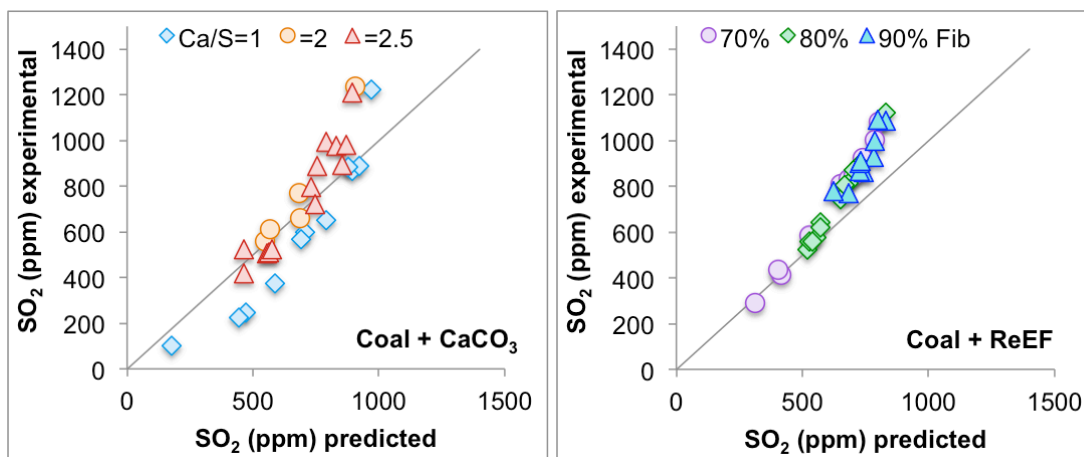 Ca/S=1 =2 =2.5
1400
1200
1000
800
600
400
200
0
0 500 1000 1500
SO₂ (ppm) experimental
SO₂ (ppm) predicted
Coal + CaCO₃
70% 80% 90% Fib
1400
1200
1000
800
600
400
200
0
0 500 1000 1500
SO₂ (ppm) experimental
SO₂ (ppm) predicted
Coal + ReEF